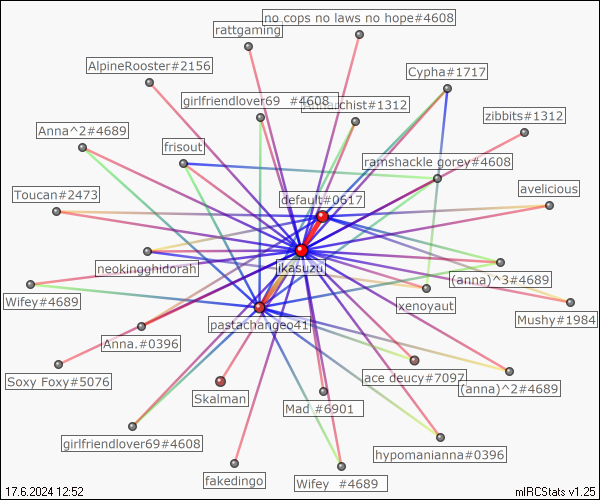 no cops no laws no hope#4608
rattgaming
AlpineRooster#2156
Cypha#1717
girlfriendlover69 #4608
Annarchist#1312
zibbits#1312
Anna^2#4689
frisout
ramshackle gorey#4608
avelicious
Toucan#2473
default#0617
neokingghidorah
ikasuzu
(anna)^3#4689
Wifey#4689
xenoyaut
Mushy#1984
pastachangeo41
Anna.#0396
Soxy Foxy#5076
ace deucy#7097
(anna)^2#4689
Skalman
Mad #6901
girlfriendlover69#4608
hypomanianna#0396
fakedingo
Wifey #4689
17.6.2024 12:52
mIRCStats v1.25